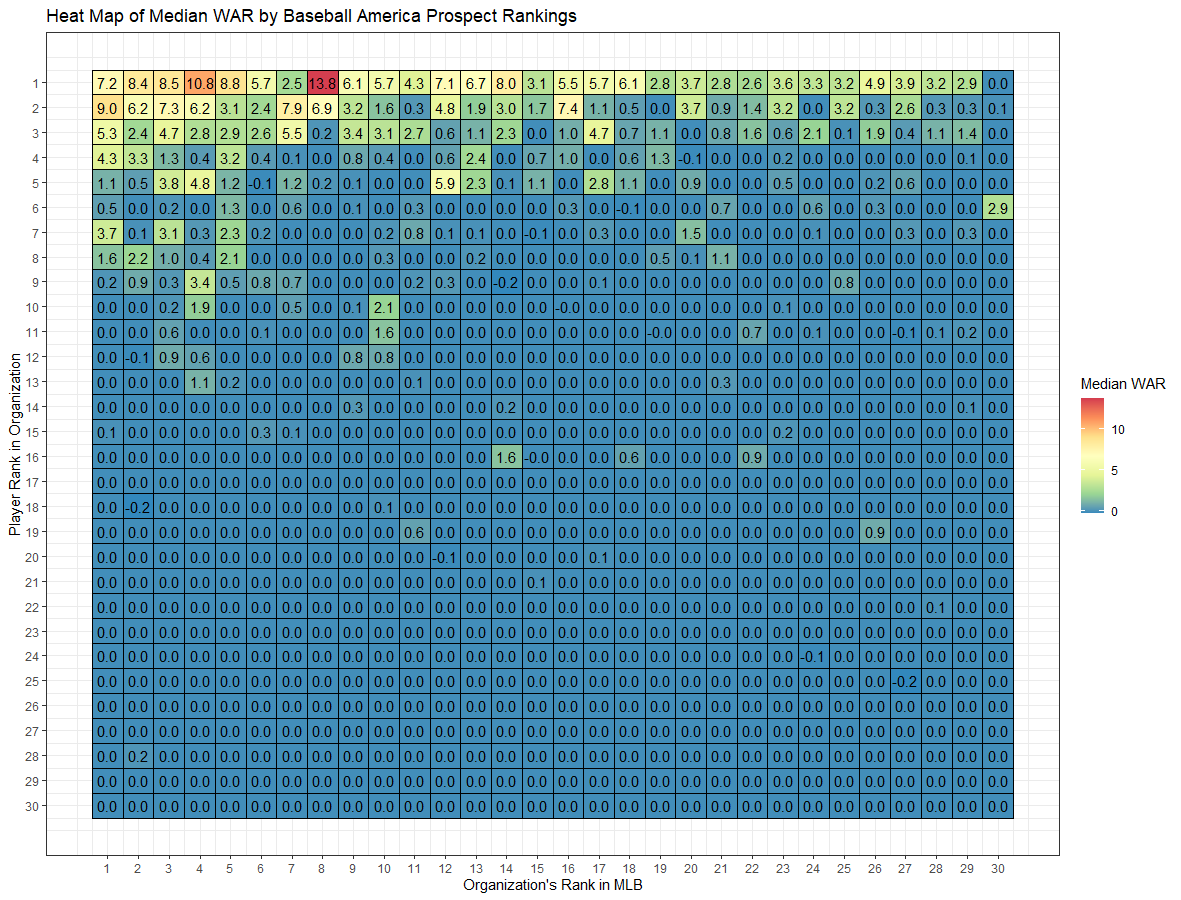 Heat Map of Median WAR by Baseball America Prospect Rankings
Player Rank in Organization
1 7.2 8.4 8.5 10.8 8.8 5.7 2.5 13.8 6.1 5.7 4.3 7.1 6.7 8.0 3.1 5.5 5.7 6.1 2.8 3.7 2.8 2.6 3.6 3.3 3.2 4.9 3.9 3.2 2.9 0.0
2 9.0 6.2 7.3 6.2 3.1 2.4 7.9 6.9 3.2 1.6 0.3 4.8 1.9 3.0 1.7 7.4 1.1 0.5 0.0 3.7 0.9 1.4 3.2 0.0 3.2 0.3 2.6 0.3 0.3 0.1
3 5.3 2.4 4.7 2.8 2.9 2.6 5.5 0.2 3.4 3.1 2.7 0.6 1.1 2.3 0.0 1.0 4.7 0.7 1.1 0.0 0.8 1.6 0.6 2.1 0.1 1.9 0.4 1.1 1.4 0.0
4 4.3 3.3 1.3 0.4 3.2 0.4 0.1 0.0 0.8 0.4 0.0 0.6 2.4 0.0 0.7 1.0 0.0 0.6 1.3 -0.1 0.0 0.0 0.2 0.0 0.0 0.0 0.0 0.0 0.1 0.0
5 1.1 0.5 3.8 4.8 1.2 -0.1 1.2 0.2 0.1 0.0 0.0 5.9 2.3 0.1 1.1 0.0 2.8 1.1 0.0 0.9 0.0 0.0 0.5 0.0 0.0 0.2 0.6 0.0 0.0 0.0
6 0.5 0.0 0.2 0.0 1.3 0.0 0.6 0.0 0.1 0.0 0.3 0.0 0.0 0.0 0.0 0.3 0.0 -0.1 0.0 0.0 0.7 0.0 0.0 0.6 0.0 0.3 0.0 0.0 0.0 2.9
7 3.7 0.1 3.1 0.3 2.3 0.2 0.0 0.0 0.0 0.2 0.8 0.1 0.1 0.0 -0.1 0.0 0.3 0.0 0.0 1.5 0.0 0.0 0.0 0.1 0.0 0.0 0.3 0.0 0.3 0.0
8 1.6 2.2 1.0 0.4 2.1 0.0 0.0 0.0 0.0 0.3 0.0 0.0 0.2 0.0 0.0 0.0 0.0 0.0 0.5 0.1 1.1 0.0 0.0 0.0 0.0 0.0 0.0 0.0 0.0 0.0
9 0.2 0.9 0.3 3.4 0.5 0.8 0.7 0.0 0.0 0.0 0.2 0.3 0.0 -0.2 0.0 0.0 0.1 0.0 0.0 0.0 0.0 0.0 0.0 0.0 0.8 0.0 0.0 0.0 0.0 0.0
10 0.0 0.0 0.2 1.9 0.0 0.0 0.5 0.0 0.1 2.1 0.0 0.0 0.0 0.0 0.0 -0.0 0.0 0.0 0.0 0.0 0.0 0.0 0.1 0.0 0.0 0.0 0.0 0.0 0.0 0.0
11 0.0 0.0 0.6 0.0 0.0 0.1 0.0 0.0 0.0 1.6 0.0 0.0 0.0 0.0 0.0 0.0 0.0 0.0 -0.0 0.0 0.0 0.7 0.0 0.1 0.0 0.0 -0.1 0.1 0.2 0.0
12 0.0 -0.1 0.9 0.6 0.0 0.0 0.0 0.0 0.8 0.8 0.0 0.0 0.0 0.0 0.0 0.0 0.0 0.0 0.0 0.0 0.0 0.0 0.0 0.0 0.0 0.0 0.0 0.0 0.0 0.0
13 0.0 0.0 0.0 1.1 0.2 0.0 0.0 0.0 0.0 0.0 0.1 0.0 0.0 0.0 0.0 0.0 0.0 0.0 0.0 0.0 0.3 0.0 0.0 0.0 0.0 0.0 0.0 0.0 0.0 0.0
14 0.0 0.0 0.0 0.0 0.0 0.0 0.0 0.0 0.3 0.0 0.0 0.0 0.0 0.2 0.0 0.0 0.0 0.0 0.0 0.0 0.0 0.0 0.0 0.0 0.0 0.0 0.0 0.0 0.1 0.0
15 0.1 0.0 0.0 0.0 0.0 0.3 0.1 0.0 0.0 0.0 0.0 0.0 0.0 0.0 0.0 0.0 0.0 0.0 0.0 0.0 0.0 0.0 0.2 0.0 0.0 0.0 0.0 0.0 0.0 0.0
16 0.0 0.0 0.0 0.0 0.0 0.0 0.0 0.0 0.0 0.0 0.0 0.0 0.0 1.6 -0.0 0.0 0.0 0.6 0.0 0.0 0.0 0.9 0.0 0.0 0.0 0.0 0.0 0.0 0.0 0.0
17 0.0 0.0 0.0 0.0 0.0 0.0 0.0 0.0 0.0 0.0 0.0 0.0 0.0 0.0 0.0 0.0 0.0 0.0 0.0 0.0 0.0 0.0 0.0 0.0 0.0 0.0 0.0 0.0 0.0 0.0
18 0.0 -0.2 0.0 0.0 0.0 0.0 0.0 0.0 0.0 0.1 0.0 0.0 0.0 0.0 0.0 0.0 0.0 0.0 0.0 0.0 0.0 0.0 0.0 0.0 0.0 0.0 0.0 0.0 0.0 0.0
19 0.0 0.0 0.0 0.0 0.0 0.0 0.0 0.0 0.0 0.0 0.6 0.0 0.0 0.0 0.0 0.0 0.0 0.0 0.0 0.0 0.0 0.0 0.0 0.0 0.0 0.9 0.0 0.0 0.0 0.0
20 0.0 0.0 0.0 0.0 0.0 0.0 0.0 0.0 0.0 0.0 0.0 -0.1 0.0 0.0 0.0 0.0 0.1 0.0 0.0 0.0 0.0 0.0 0.0 0.0 0.0 0.0 0.0 0.0 0.0 0.0
21 0.0 0.0 0.0 0.0 0.0 0.0 0.0 0.0 0.0 0.0 0.0 0.0 0.0 0.0 0.1 0.0 0.0 0.0 0.0 0.0 0.0 0.0 0.0 0.0 0.0 0.0 0.0 0.0 0.0 0.0
22 0.0 0.0 0.0 0.0 0.0 0.0 0.0 0.0 0.0 0.0 0.0 0.0 0.0 0.0 0.0 0.0 0.0 0.0 0.0 0.0 0.0 0.0 0.0 0.0 0.0 0.0 0.0 0.1 0.0 0.0
23 0.0 0.0 0.0 0.0 0.0 0.0 0.0 0.0 0.0 0.0 0.0 0.0 0.0 0.0 0.0 0.0 0.0 0.0 0.0 0.0 0.0 0.0 0.0 0.0 0.0 0.0 0.0 0.0 0.0 0.0
24 0.0 0.0 0.0 0.0 0.0 0.0 0.0 0.0 0.0 0.0 0.0 0.0 0.0 0.0 0.0 0.0 0.0 0.0 0.0 0.0 0.0 0.0 0.0 -0.1 0.0 0.0 0.0 0.0 0.0 0.0
25 0.0 0.0 0.0 0.0 0.0 0.0 0.0 0.0 0.0 0.0 0.0 0.0 0.0 0.0 0.0 0.0 0.0 0.0 0.0 0.0 0.0 0.0 0.0 0.0 0.0 0.0 -0.2 0.0 0.0 0.0
26 0.0 0.0 0.0 0.0 0.0 0.0 0.0 0.0 0.0 0.0 0.0 0.0 0.0 0.0 0.0 0.0 0.0 0.0 0.0 0.0 0.0 0.0 0.0 0.0 0.0 0.0 0.0 0.0 0.0 0.0
27 0.0 0.0 0.0 0.0 0.0 0.0 0.0 0.0 0.0 0.0 0.0 0.0 0.0 0.0 0.0 0.0 0.0 0.0 0.0 0.0 0.0 0.0 0.0 0.0 0.0 0.0 0.0 0.0 0.0 0.0
28 0.0 0.2 0.0 0.0 0.0 0.0 0.0 0.0 0.0 0.0 0.0 0.0 0.0 0.0 0.0 0.0 0.0 0.0 0.0 0.0 0.0 0.0 0.0 0.0 0.0 0.0 0.0 0.0 0.0 0.0
29 0.0 0.0 0.0 0.0 0.0 0.0 0.0 0.0 0.0 0.0 0.0 0.0 0.0 0.0 0.0 0.0 0.0 0.0 0.0 0.0 0.0 0.0 0.0 0.0 0.0 0.0 0.0 0.0 0.0 0.0
30 0.0 0.0 0.0 0.0 0.0 0.0 0.0 0.0 0.0 0.0 0.0 0.0 0.0 0.0 0.0 0.0 0.0 0.0 0.0 0.0 0.0 0.0 0.0 0.0 0.0 0.0 0.0 0.0 0.0 0.0
1 2 3 4 5 6 7 8 9 10 11 12 13 14 15 16 17 18 19 20 21 22 23 24 25 26 27 28 29 30
Organization's Rank in MLB
Median WAR
10
5
0